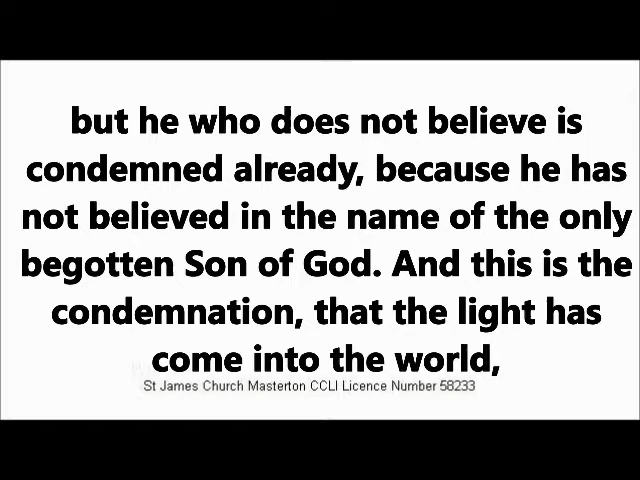 but he who does not believe is
condemned already, because he has
not believed in the name of the only
begotten Son of God. And this is the
condemnation, that the light has
come into the world,
St James Church Masterton CCLI Licence Number 58233